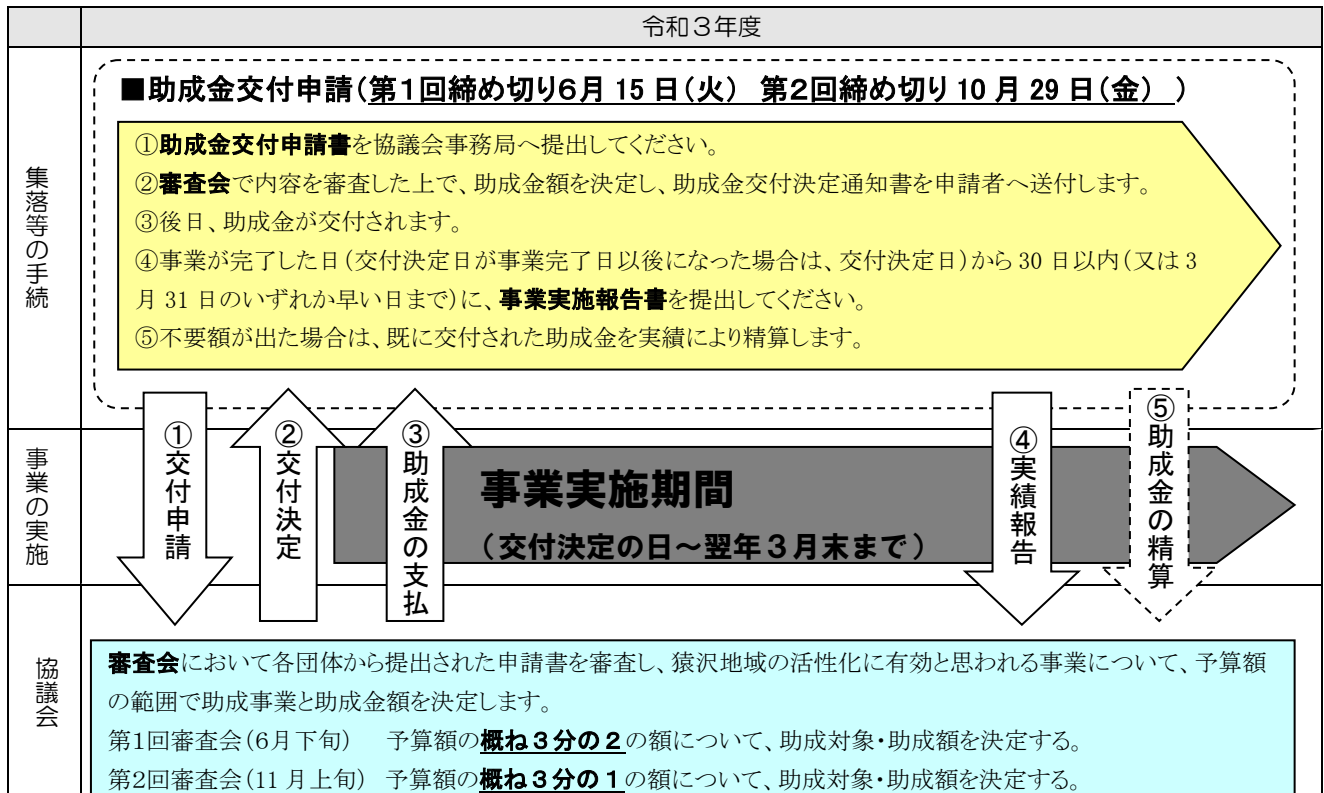 令和３年度
集落等の手続
■助成金交付申請（第１回締め切り６月 15 日（火）　第２回締め切り 10 月 29 日（金）　）
①助成金交付申請書を協議会事務局へ提出してください。
②審査会で内容を審査した上で、助成金額を決定し、助成金交付決定通知書を申請者へ送付します。
③後日、助成金が交付されます。
④事業が完了した日（交付決定日が事業完了日以後になった場合は、交付決定日）から 30 日以内（又は 3
月 31 日のいずれか早い日まで）に、事業実施報告書を提出してください。
⑤不要額が出た場合は、既に交付された助成金を実績により精算します。
事業の実施
①交付申請
②交付決定
③助成金の支払
事業実施期間
（交付決定の日～翌年３月末まで）
④実績報告
⑤助成金の精算
協議会
審査会において各団体から提出された申請書を審査し、猿沢地域の活性化に有効と思われる事業について、予算額
の範囲で助成事業と助成金額を決定します。
第1回審査会（６月下旬）　予算額の概ね３分の２の額について、助成対象・助成額を決定する。
第2回審査会（11 月上旬）　予算額の概ね３分の１の額について、助成対象・助成額を決定する。